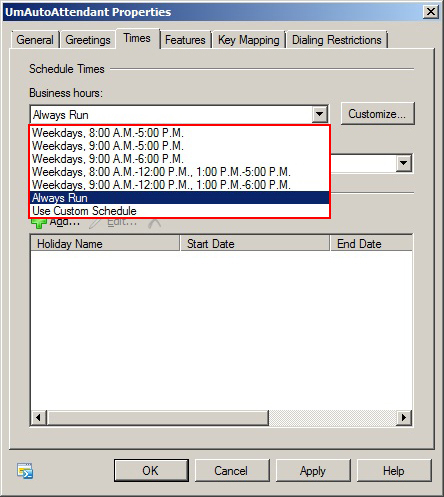 UmAutoAttendant Properties
General Greetings Times Features Key Mapping Dialing Restrictions
Schedule Times
Business hours:
Always Run Customize...
Weekdays, 8:00 A.M.-5:00 P.M.
Weekdays, 9:00 A.M.-5:00 P.M.
Weekdays, 9:00 A.M.-6:00 P.M.
Weekdays, 8:00 A.M.-12:00 P.M., 1:00 P.M.-5:00 P.M.
Weekdays, 9:00 A.M.-12:00 P.M., 1:00 P.M.-6:00 P.M.
Always Run
Use Custom Schedule
Add... Edit...
Holiday Name Start Date End Date
OK Cancel Apply Help